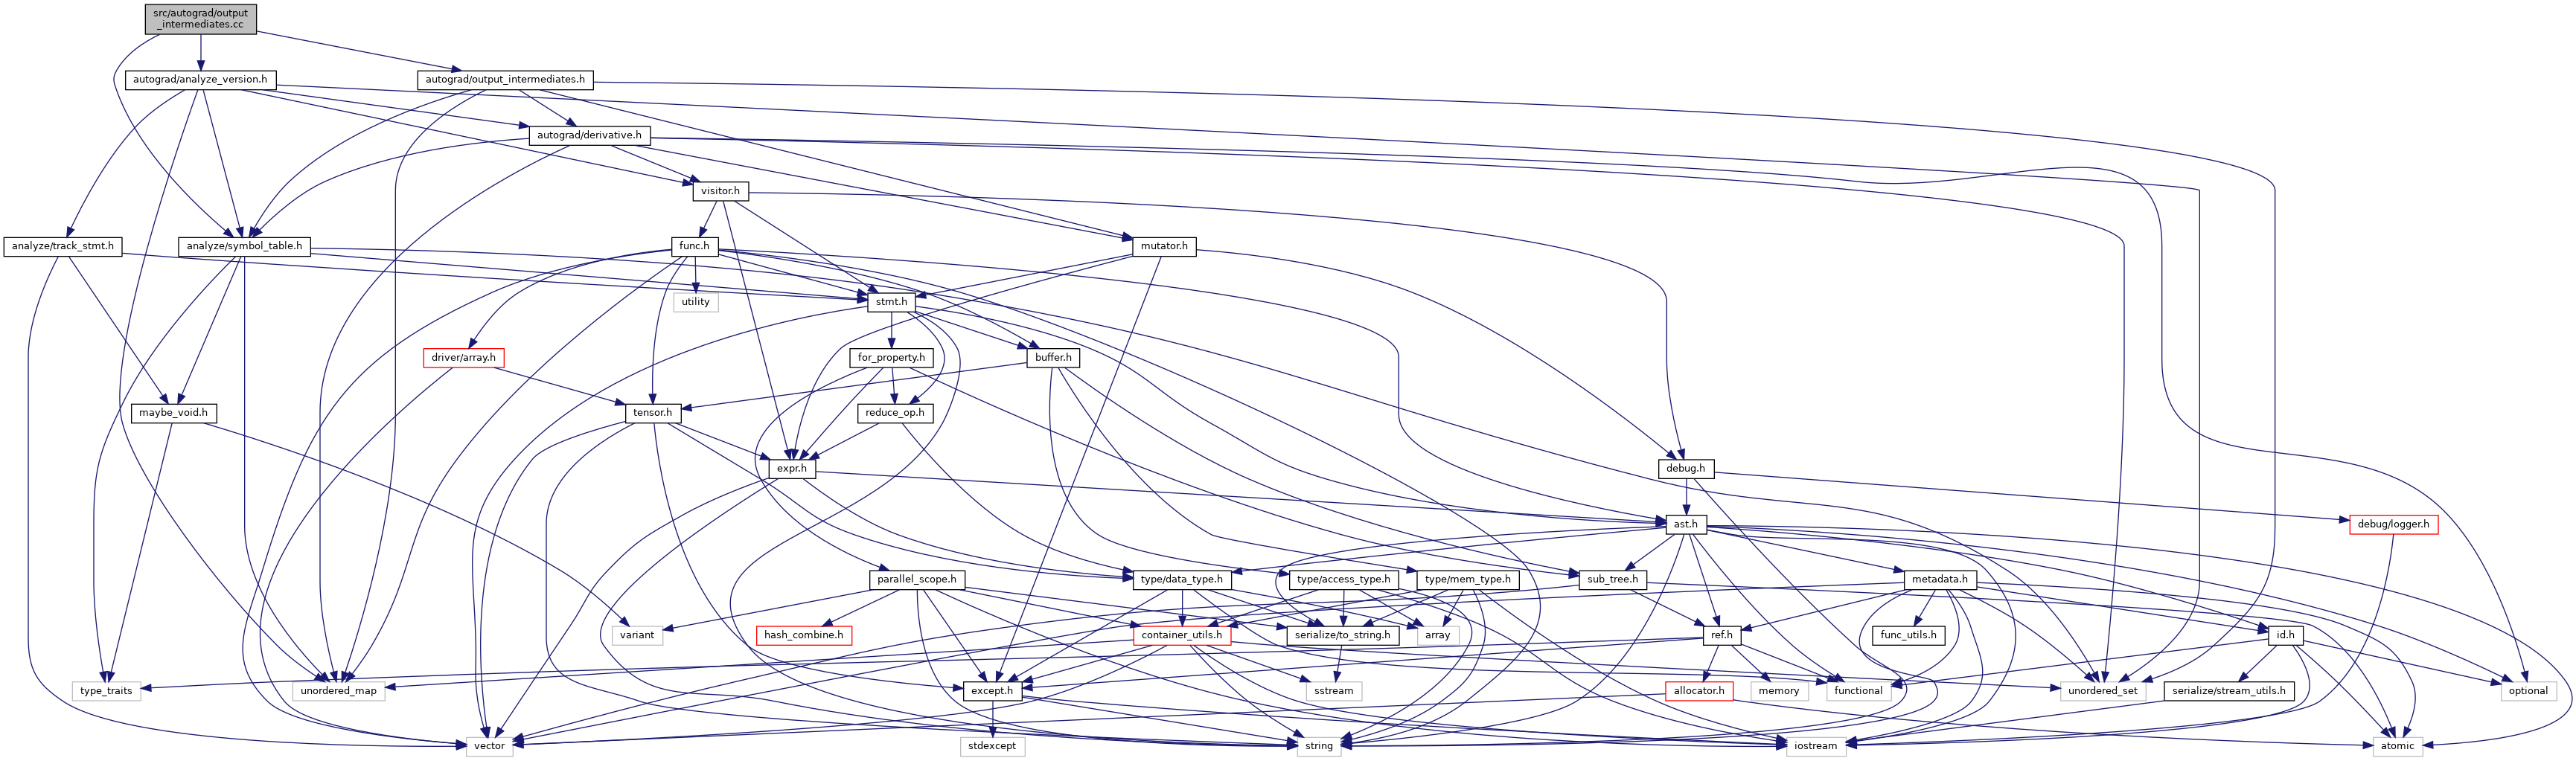 src/autograd/output
_intermediates.cc
autograd/analyze_version.h
autograd/output_intermediates.h
autograd/derivative.h
visitor.h
analyze/track_stmt.h
analyze/symbol_table.h
func.h
mutator.h
utility
stmt.h
driver/array.h
for_property.h
buffer.h
maybe_void.h
tensor.h
reduce_op.h
expr.h
debug.h
ast.h
debug/logger.h
parallel_scope.h
type/data_type.h
type/access_type.h
type/mem_type.h
sub_tree.h
metadata.h
variant
hash_combine.h
container_utils.h
serialize/to_string.h
array
ref.h
func_utils.h
id.h
type_traits
unordered_map
except.h
sstream
allocator.h
memory
functional
unordered_set
serialize/stream_utils.h
optional
vector
stdexcept
string
iostream
atomic